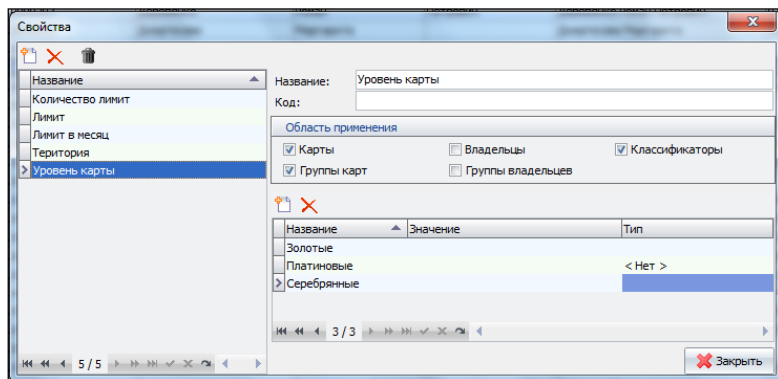 Свойства
Название
Количество лимит
Лимит
Лимит в месяц
Територия
Уровень карты
5 / 5
Название: Уровень карты
Код:
Область применения
Карты Владельцы Классификаторы
Группы карт Группы владельцев
Название Значение Тип
Золотые
Платиновые < Нет >
Серебрянные
3 / 3
Закрыть